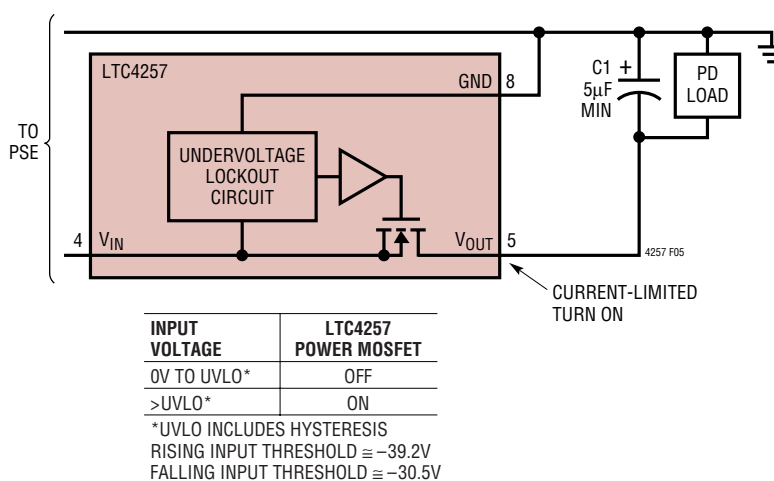 LTC4257
GND 8
C1 +
5µF
MIN
PD
LOAD
TO
PSE
UNDERVOLTAGE
LOCKOUT
CIRCUIT
4 VIN
VOUT 5
4257 F05
CURRENT-LIMITED
TURN ON
INPUT VOLTAGE | LTC4257 POWER MOSFET
0V TO UVLO* | OFF
>UVLO* | ON
*UVLO INCLUDES HYSTERESIS
RISING INPUT THRESHOLD ≅ –39.2V
FALLING INPUT THRESHOLD ≅ –30.5V